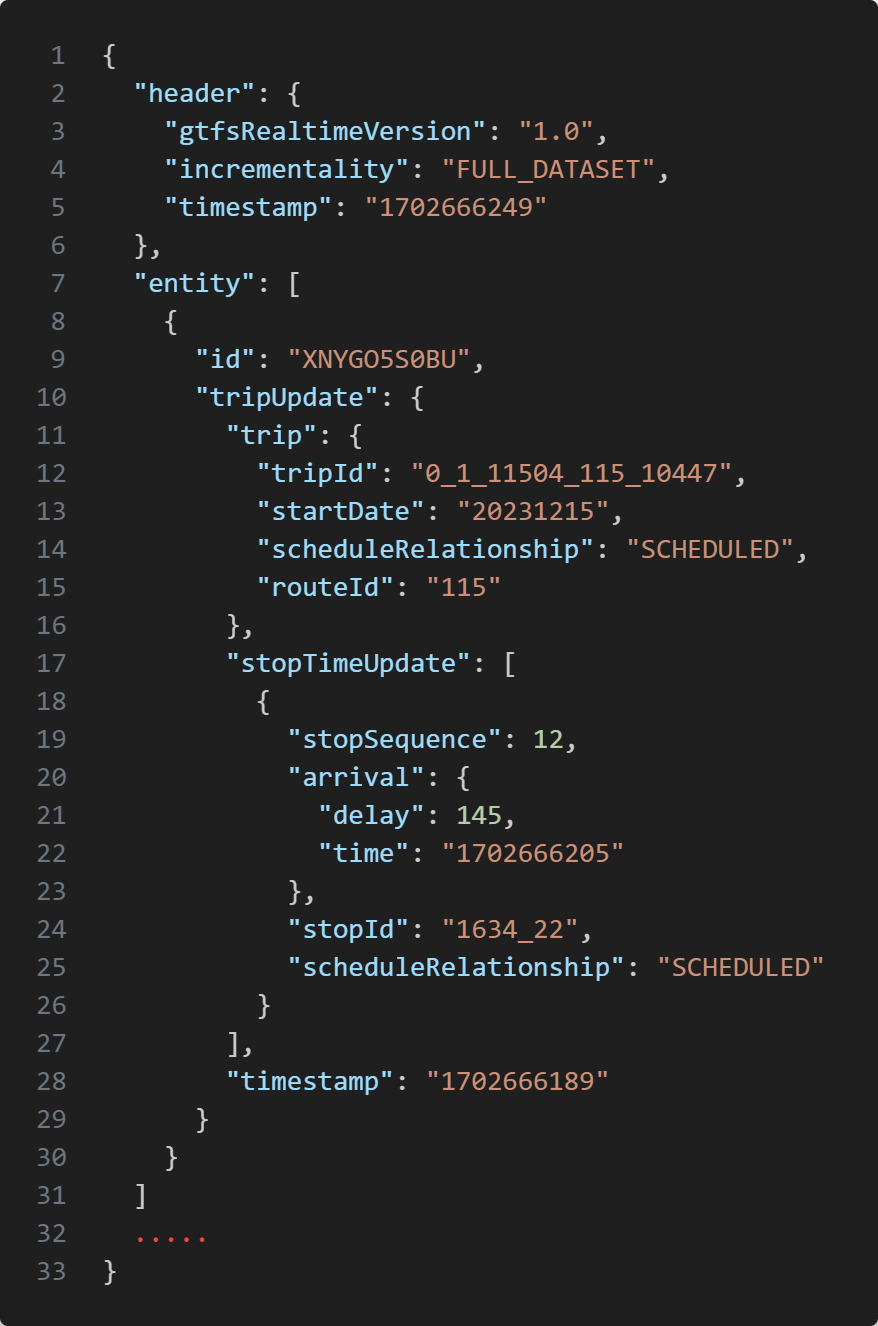 1 {
2   "header": {
3     "gtfsRealtimeVersion": "1.0",
4     "incrementality": "FULL_DATASET",
5     "timestamp": "1702666249"
6   },
7   "entity": [
8     {
9       "id": "XNYGO5S0BU",
10       "tripUpdate": {
11         "trip": {
12           "tripId": "0_1_11504_115_10447",
13           "startDate": "20231215",
14           "scheduleRelationship": "SCHEDULED",
15           "routeId": "115"
16         },
17         "stopTimeUpdate": [
18           {
19             "stopSequence": 12,
20             "arrival": {
21               "delay": 145,
22               "time": "1702666205"
23             },
24             "stopId": "1634_22",
25             "scheduleRelationship": "SCHEDULED"
26           }
27         ],
28         "timestamp": "1702666189"
29       }
30     }
31   ]
32   .....
33 }